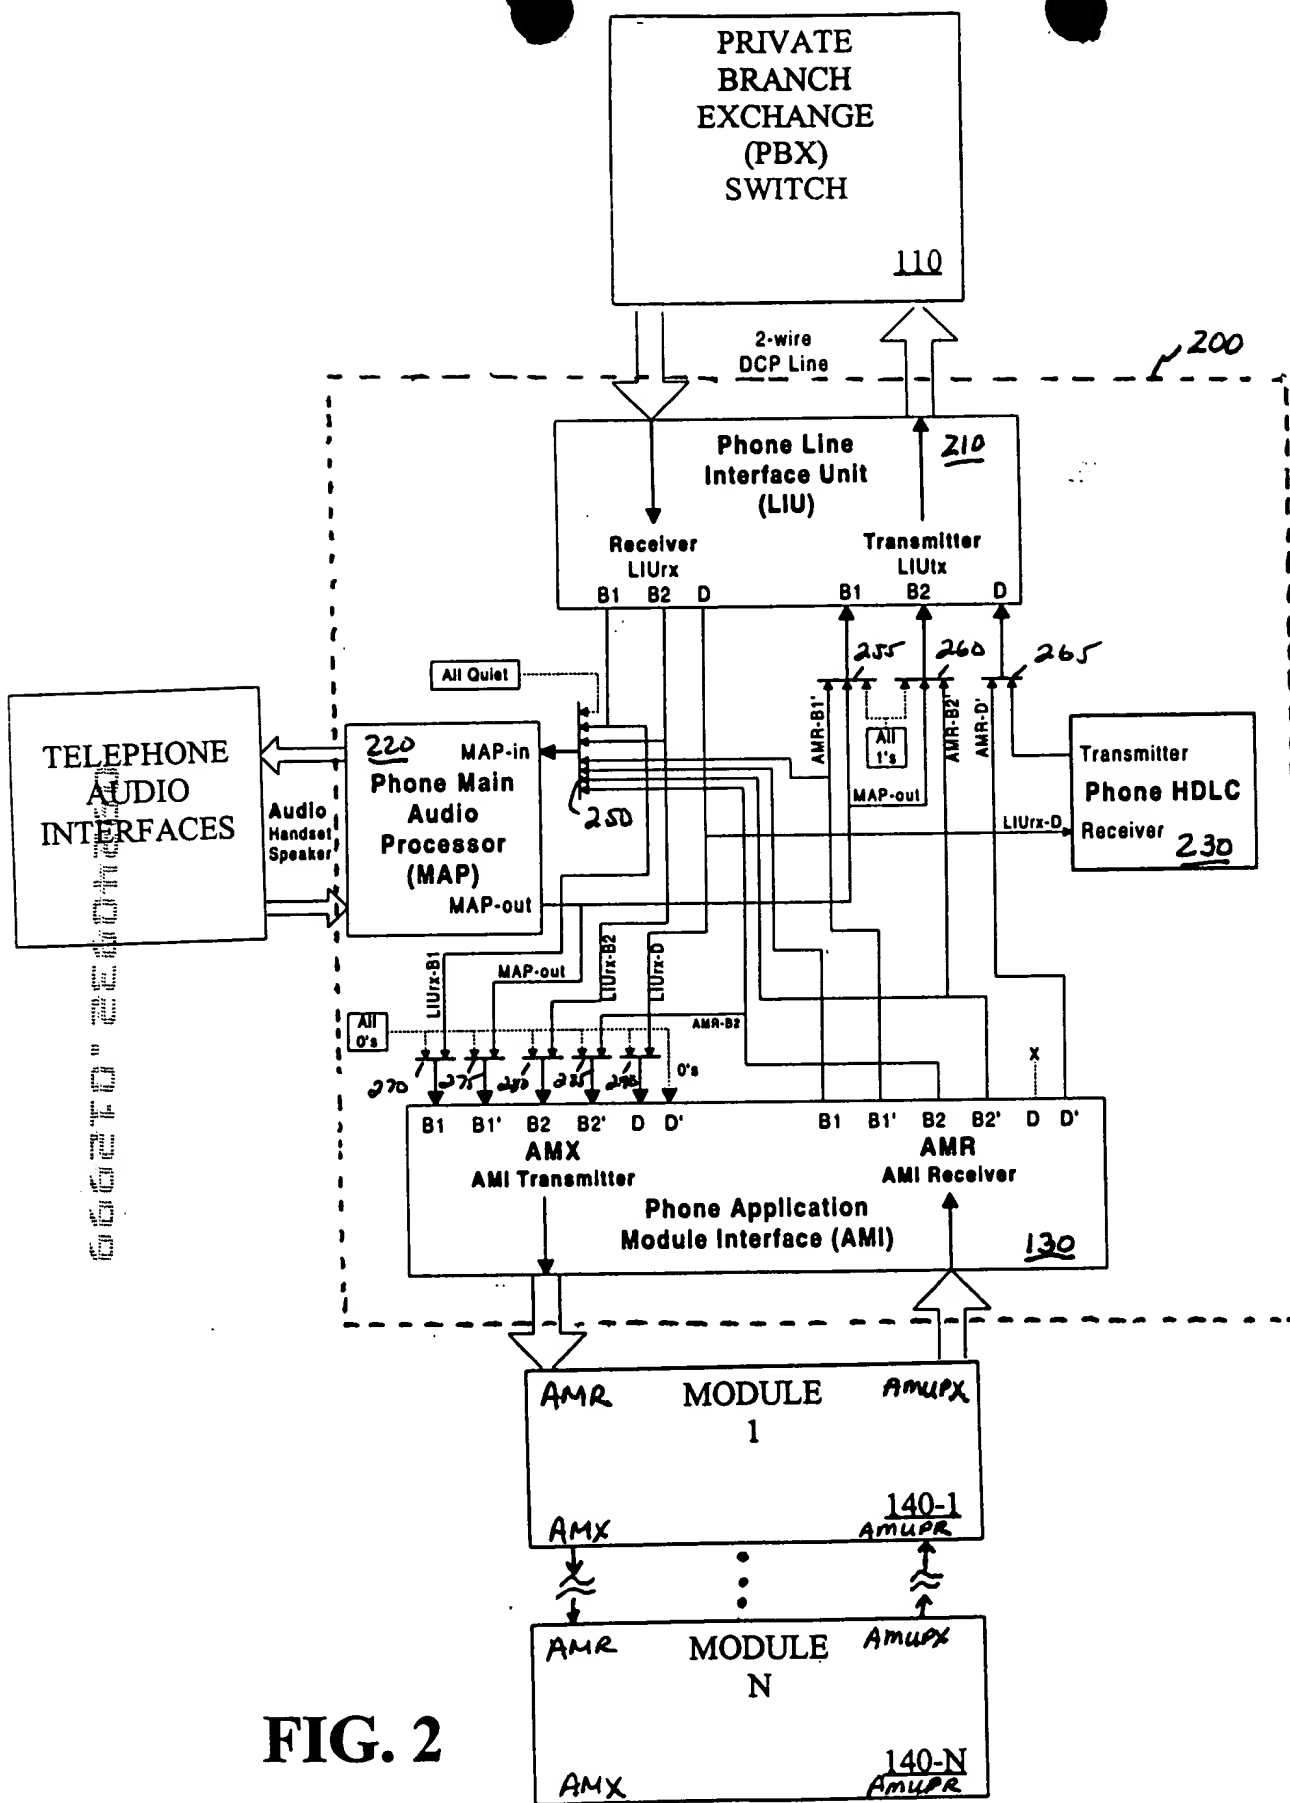 PRIVATE
BRANCH
EXCHANGE
(PBX)
SWITCH
110
2-wire
DCP Line
200
Phone Line
Interface Unit
(LIU)
210
Receiver
LIUrx
Transmitter
LIUtx
B1 B2 D
B1 B2 D
255
260
265
All Quiet
AMR-B1'
All
1's
AMR-B2'
AMR-D'
TELEPHONE
AUDIO
INTERFACES
Audio
Handset
Speaker
220
MAP-in
Phone Main
Audio
Processor
(MAP)
MAP-out
250
MAP-out
LIUrx-D
Transmitter
Phone HDLC
Receiver
230
LIUrx-B1
MAP-out
LIUrx-B2
LIUrx-D
AMR-B2
All
0's
0's
X
270
275
280
285
B1 B1' B2 B2' D D'
B1 B1' B2 B2' D D'
AMX
AMI Transmitter
AMR
AMI Receiver
Phone Application
Module Interface (AMI)
130
AMR
MODULE
1
AMUPX
140-1
AMX
AMUPR
AMR
MODULE
N
AMUPX
140-N
AMX
AMUPR
FIG. 2